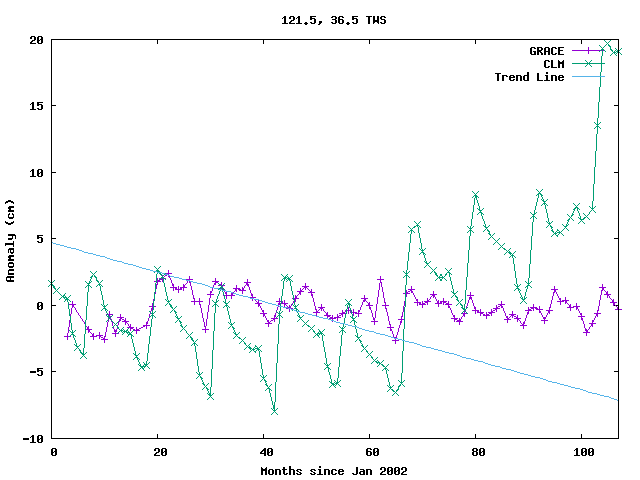 121.5, 36.5 TWS
GRACE
CLM
Trend Line
20
15
10
5
0
-5
-10
Anomaly (cm)
0 20 40 60 80 100
Months since Jan 2002